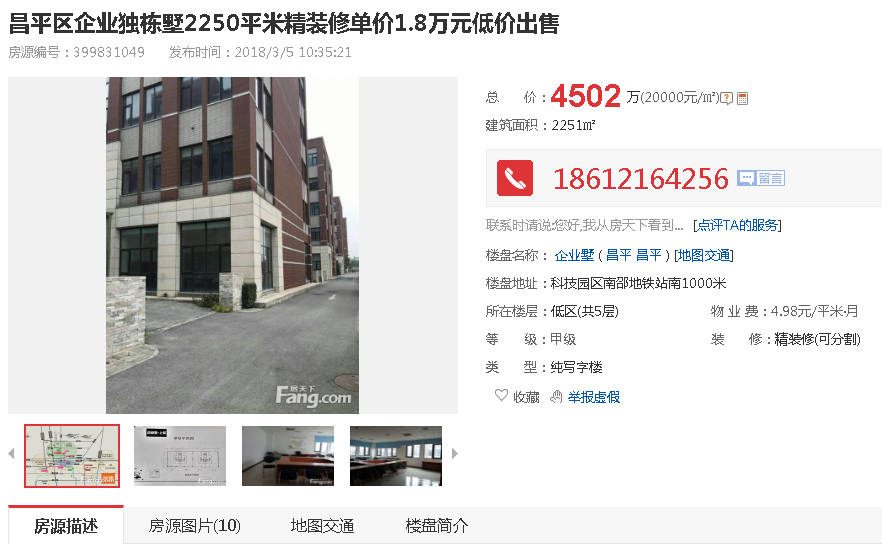 昌平区企业独栋墅2250平米精装修单价1.8万元低价出售
房源编号：399831049 发布时间：2018/3/5 10:35:21
总 价：4502 万(20000元/㎡)
建筑面积：2251㎡
18612164256 留言
联系时请说:您好,我从房天下看到... [点评TA的服务]
楼盘名称： 企业墅 ( 昌平 昌平 ) [地图交通]
楼盘地址：科技园区南邵地铁站南1000米
所在楼层：低区(共5层) 物 业 费：4.98元/平米·月
等 级：甲级 装 修：精装修(可分割)
类 型：纯写字楼
收藏 举报虚假
房天下
Fang.com
房源描述 房源图片(10) 地图交通 楼盘简介